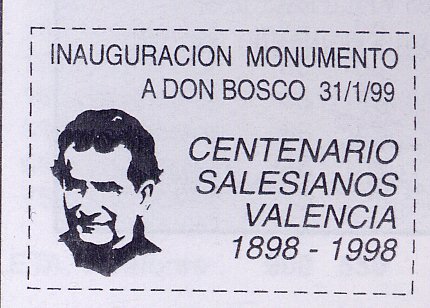 INAUGURACION MONUMENTO
A DON BOSCO 31/1/99
CENTENARIO
SALESIANOS
VALENCIA
1898 - 1998